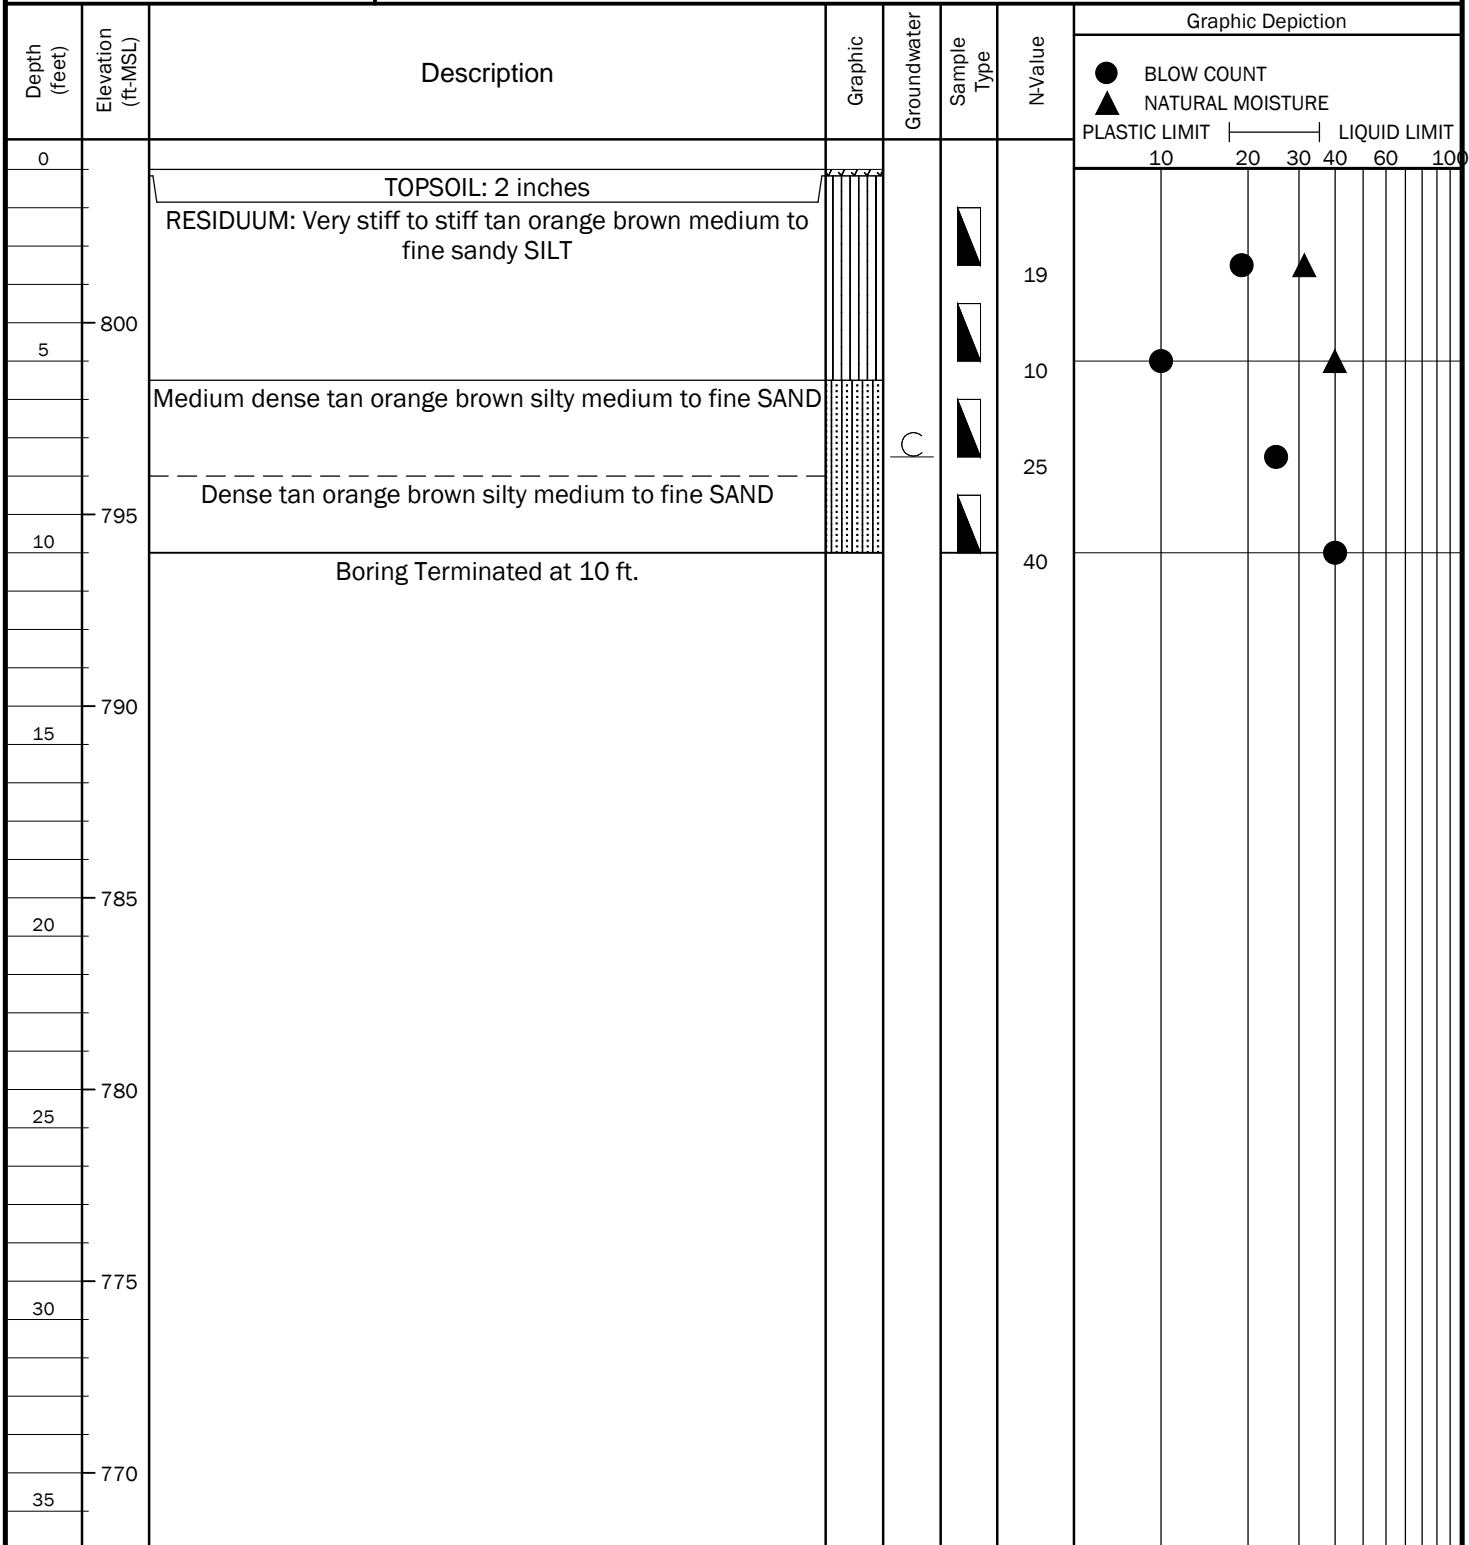 Depth
(feet)
Elevation
(ft-MSL)
Description
Graphic
Groundwater
Sample
Type
N-Value
Graphic Depiction
BLOW COUNT
NATURAL MOISTURE
PLASTIC LIMIT LIQUID LIMIT
10 20 30 40 60 100
0
TOPSOIL: 2 inches
RESIDUUM: Very stiff to stiff tan orange brown medium to
fine sandy SILT
19
800
5
10
Medium dense tan orange brown silty medium to fine SAND
C
25
Dense tan orange brown silty medium to fine SAND
795
10
40
Boring Terminated at 10 ft.
790
15
785
20
780
25
775
30
770
35